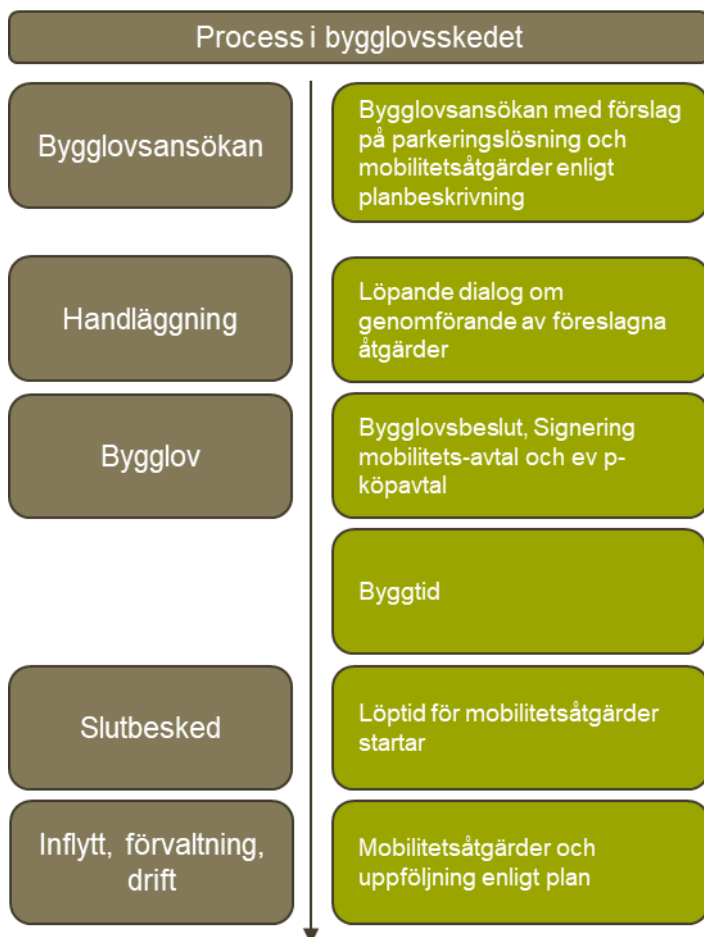 Process i bygglovsskedet
Bygglovsansökan
Bygglovsansökan med förslag
på parkeringslösning och
mobilitetsåtgärder enligt
planbeskrivning
Handläggning
Löpande dialog om
genomförande av föreslagna
åtgärder
Bygglov
Bygglovsbeslut, Signering
mobilitets-avtal och ev p-
köpavtal
Byggtid
Slutbesked
Löptid för mobilitetsåtgärder
startar
Inflytt, förvaltning,
drift
Mobilitetsåtgärder och
uppföljning enligt plan